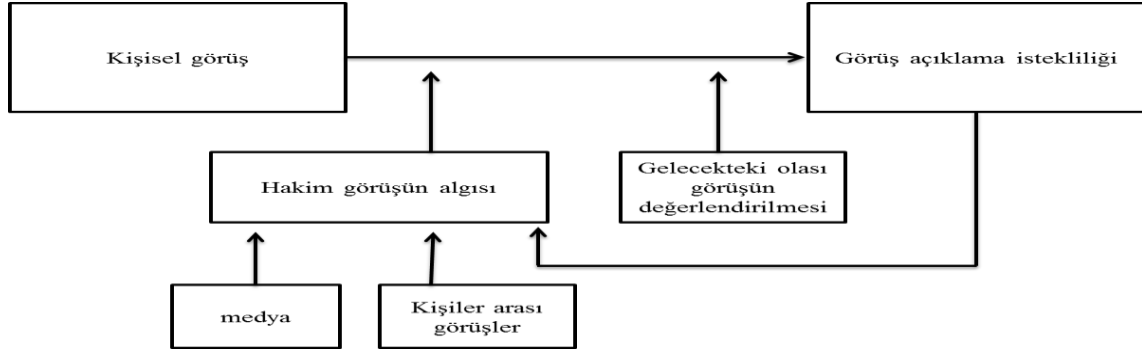 Kişisel görüş
Görüş açıklama istekliliği
Hakim görüşün algısı
Gelecekteki olası
görüşün
değerlendirilmesi
medya
Kişiler arası
görüşler